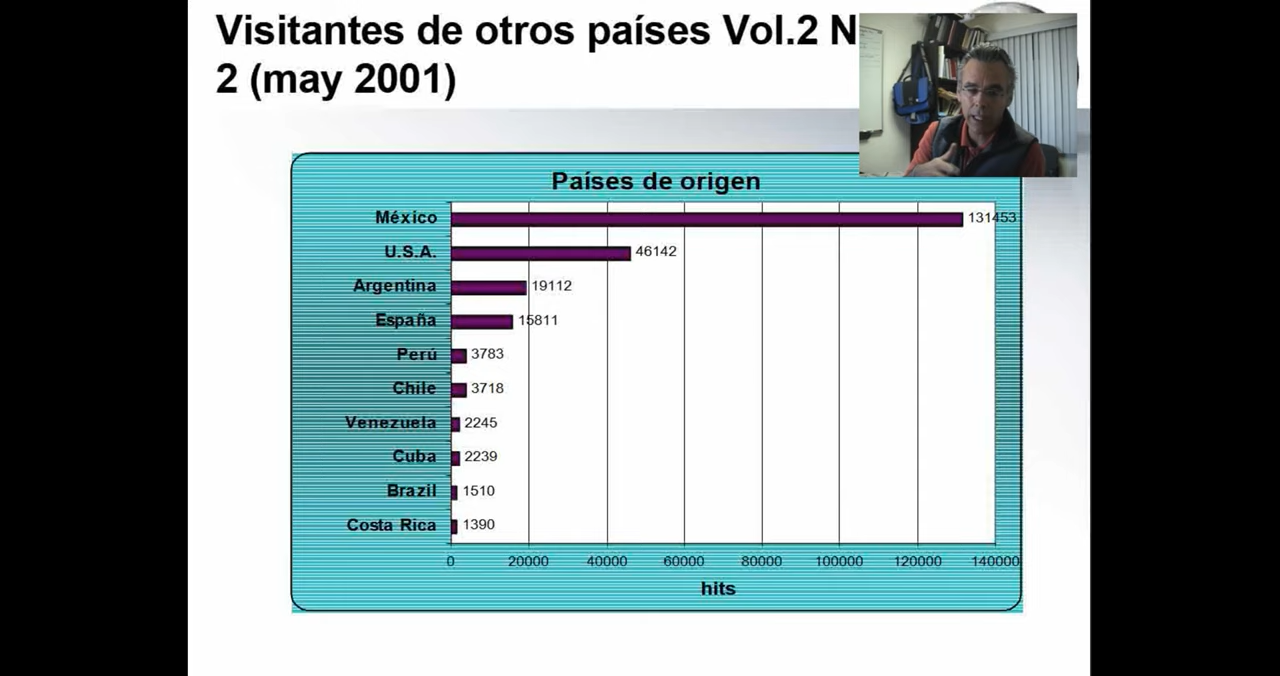 Visitantes de otros países Vol.2 N
2 (may 2001)
Países de origen
México 131453
U.S.A. 46142
Argentina 19112
España 15811
Perú 3783
Chile 3718
Venezuela 2245
Cuba 2239
Brazil 1510
Costa Rica 1390
0 20000 40000 60000 80000 100000 120000 140000
hits